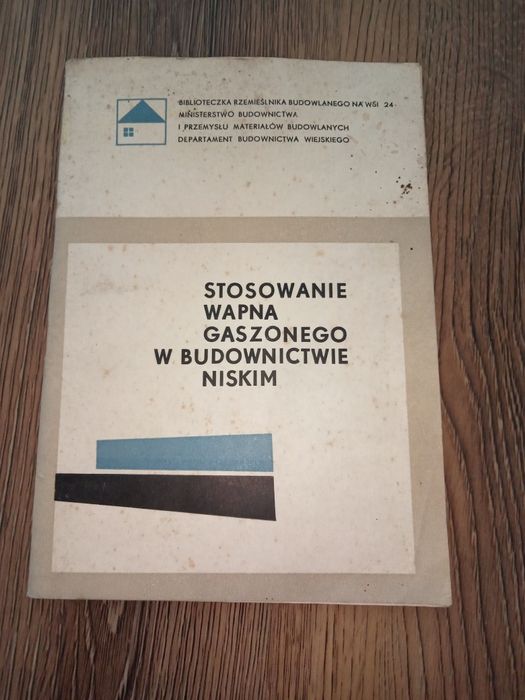 BIBLIOTECZKA RZEMIEŚLNIKA BUDOWLANEGO NA WSI 24
MINISTERSTWO BUDOWNICTWA
I PRZEMYSŁU MATERIAŁÓW BUDOWLANYCH
DEPARTAMENT BUDOWNICTWA WIEJSKIEGO
STOSOWANIE
WAPNA
GASZONEGO
W BUDOWNICTWIE
NISKIM